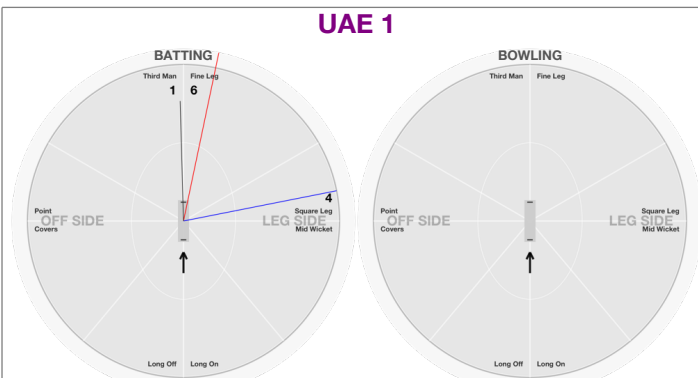 UAE 1
BATTING
Third Man Fine Leg
1 6
4
Point
OFF SIDE
Covers
Square Leg
LEG SIDE
Mid Wicket
Long Off Long On
BOWLING
Third Man Fine Leg
Point
OFF SIDE
Covers
Square Leg
LEG SIDE
Mid Wicket
Long Off Long On